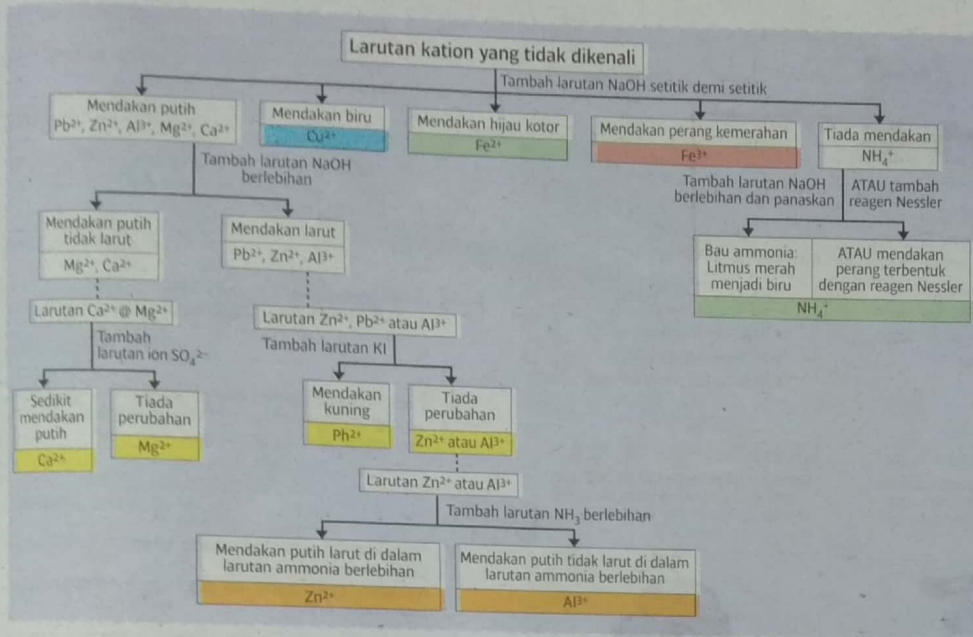 Larutan kation yang tidak dikenali
Tambah larutan NaOH setitik demi setitik
Mendakan putih
Pb²⁺, Zn²⁺, Al³⁺, Mg²⁺, Ca²⁺
Mendakan biru
Cu²⁺
Mendakan hijau kotor
Fe²⁺
Mendakan perang kemerahan
Fe³⁺
Tiada mendakan
NH₄⁺
Tambah larutan NaOH
berlebihan
Tambah larutan NaOH
berlebihan dan panaskan
ATAU tambah
reagen Nessler
Mendakan putih
tidak larut
Mg²⁺, Ca²⁺
Mendakan larut
Pb²⁺, Zn²⁺, Al³⁺
Bau ammonia:
Litmus merah
menjadi biru
ATAU mendakan
perang terbentuk
dengan reagen Nessler
NH₄⁺
Larutan Ca²⁺ @ Mg²⁺
Tambah
larutan ion SO₄²⁻
Larutan Zn²⁺, Pb²⁺ atau Al³⁺
Tambah larutan KI
Sedikit
mendakan
putih
Ca²⁺
Tiada
perubahan
Mg²⁺
Mendakan
kuning
Ph²⁺
Tiada
perubahan
Zn²⁺ atau Al³⁺
Larutan Zn²⁺ atau Al³⁺
Tambah larutan NH₃ berlebihan
Mendakan putih larut di dalam
larutan ammonia berlebihan
Zn²⁺
Mendakan putih tidak larut di dalam
larutan ammonia berlebihan
Al³⁺